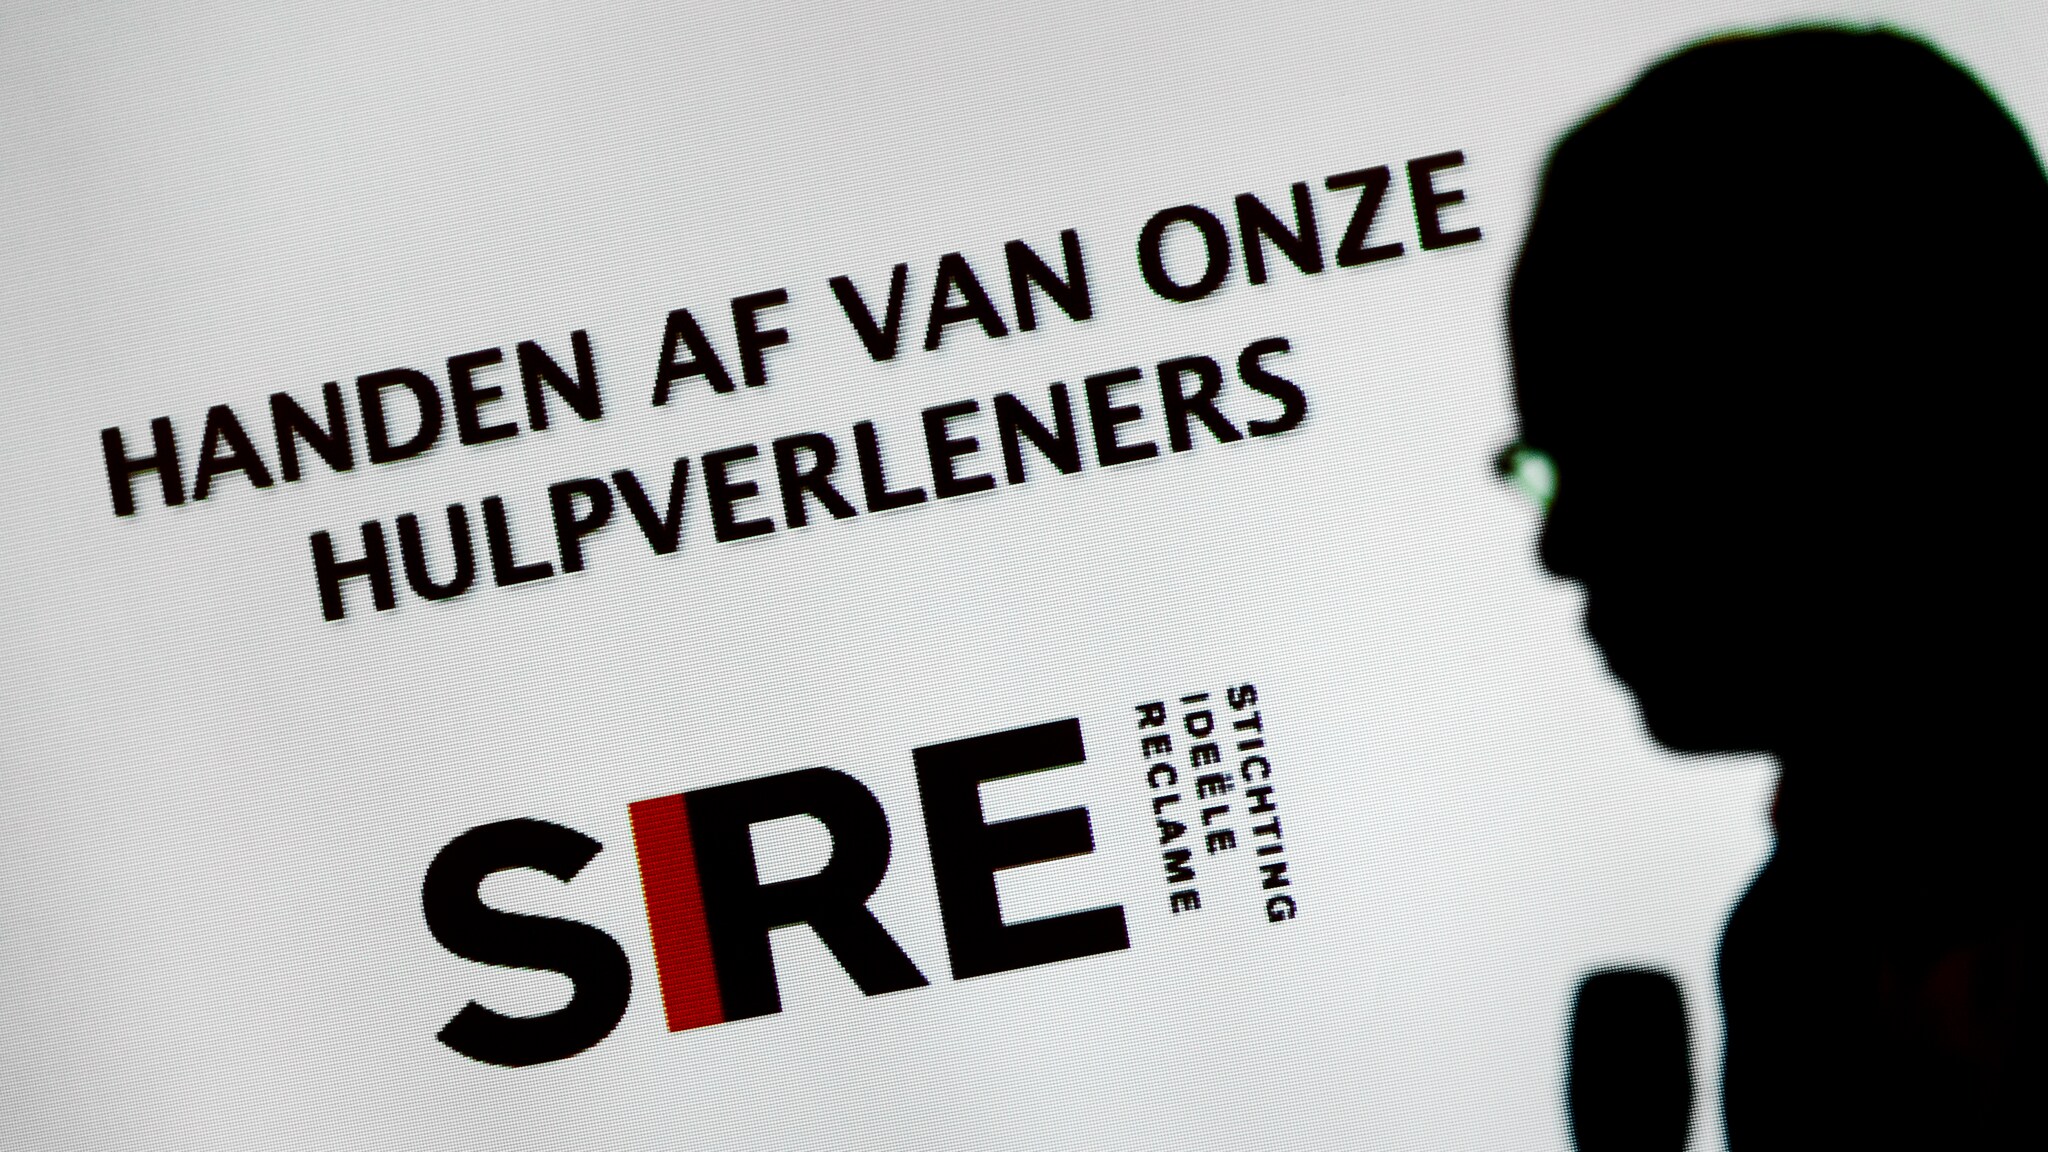 HANDEN AF VAN ONZE
HULPVERLENERS
SIRE
STICHTING
IDEËLE
RECLAME